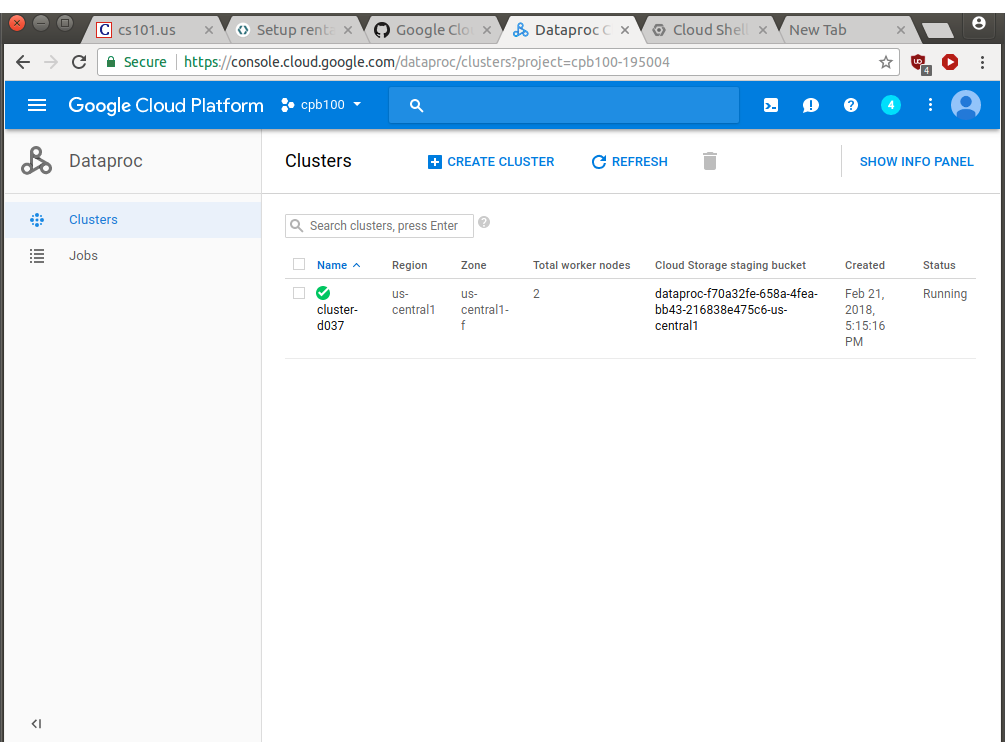 C cs101.us
Setup renta
Google Clo
Dataproc C
Cloud Shell
New Tab
Secure https://console.cloud.google.com/dataproc/clusters?project=cpb100-195004
4
Google Cloud Platform cpb100
4
Dataproc
Clusters CREATE CLUSTER REFRESH SHOW INFO PANEL
Clusters
Jobs
Search clusters, press Enter
Name Region Zone Total worker nodes Cloud Storage staging bucket Created Status
cluster-
d037
us-
central1
us-
central1-
f
2
dataproc-f70a32fe-658a-4fea-
bb43-216838e475c6-us-
central1
Feb 21,
2018,
5:15:16
PM
Running